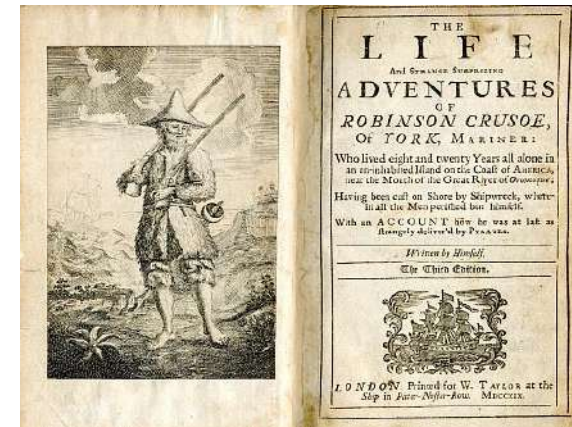 THE
LIFE
And STRANGE SURPRIZING
ADVENTURES
OF
ROBINSON CRUSOE,
Of YORK, MARINER:
Who lived eight and twenty Years all alone in
an un-inhabited Island on the Coast of AMERICA,
near the Mouth of the Great River of Oroonoque;
Having been cast on Shore by Shipwreck, where-
in all the Men perished but himself.
With an ACCOUNT how he was at last as
strangely deliver'd by PYRATES.
Written by Himself.
The Third Edition.
LONDON: Printed for W. TAYLOR at the
Ship in Pater-Noster-Row. MDCCXIX.